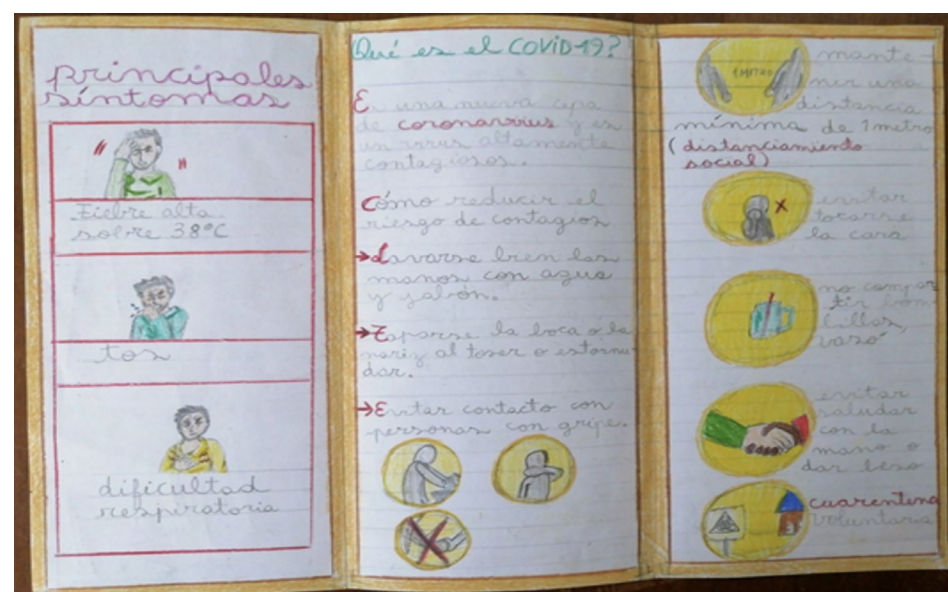 principales
síntomas
Fiebre alta
sobre 38°C
tos
dificultad
respiratoria
¿Qué es el COVID-19?
E una nueva cepa
de coronavirus y es
un virus altamente
contagiosos.
Cómo reducir el
riesgo de contagios
→Lavarse bien las
manos con agua
y jabón.
→Taparse la boca o la
nariz al toser o estornu-
dar.
→Evitar contacto con
personas con gripe.
1 METRO
mante-
ner una
distancia
mínima de 1 metro
(distanciamiento
social)
evitar
tocarse
la cara
no compar
tir bom-
billas,
vaso
evitar
saludar
con la
mano o
dar beso
cuarentena
voluntaria